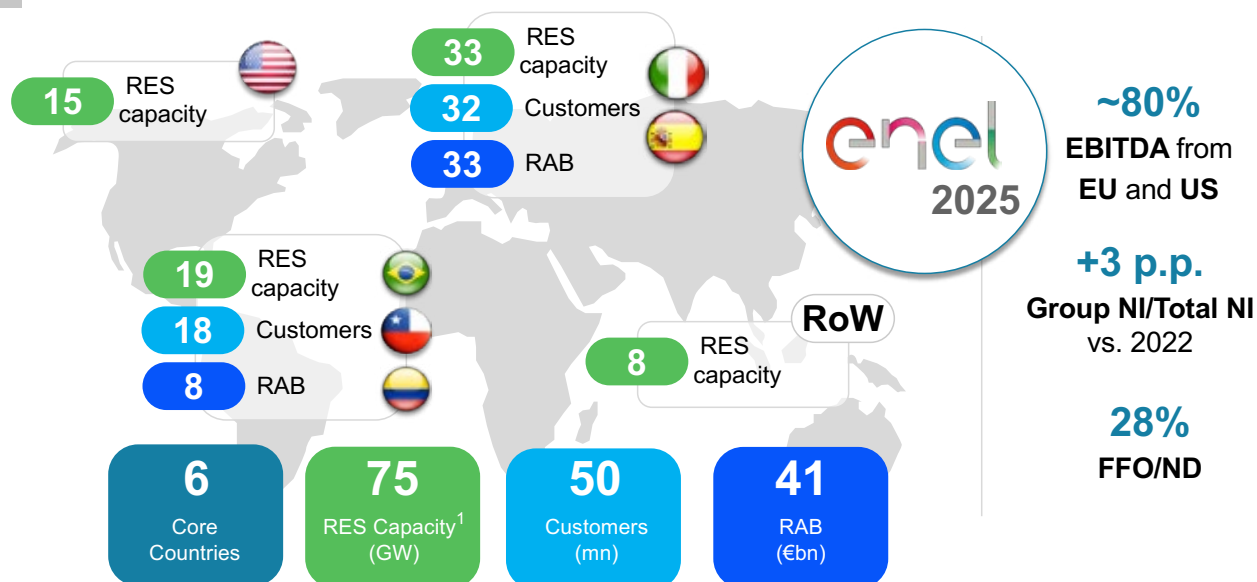 15
RES
capacity
33
RES
capacity
32
Customers
33
RAB
19
RES
capacity
18
Customers
8
RAB
RoW
8
RES
capacity
enel
2025
~80%
EBITDA from
EU and US
+3 p.p.
Group NI/Total NI
vs. 2022
28%
FFO/ND
6
Core
Countries
75
RES Capacity¹
(GW)
50
Customers
(mn)
41
RAB
(€bn)